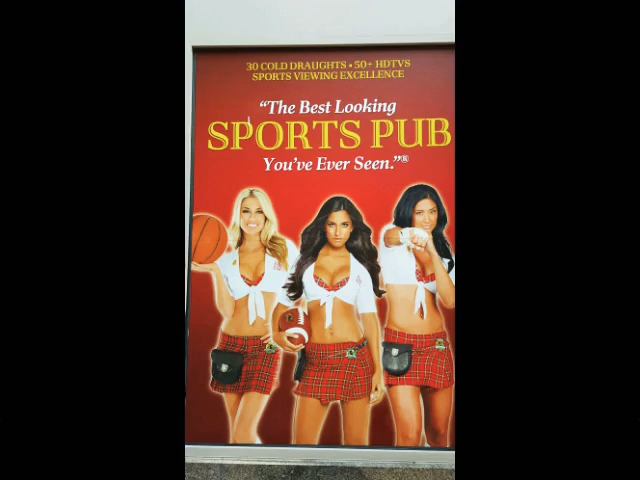 30 COLD DRAUGHTS • 50+ HDTVS
SPORTS VIEWING EXCELLENCE
“The Best Looking
SPORTS PUB
You’ve Ever Seen.”®